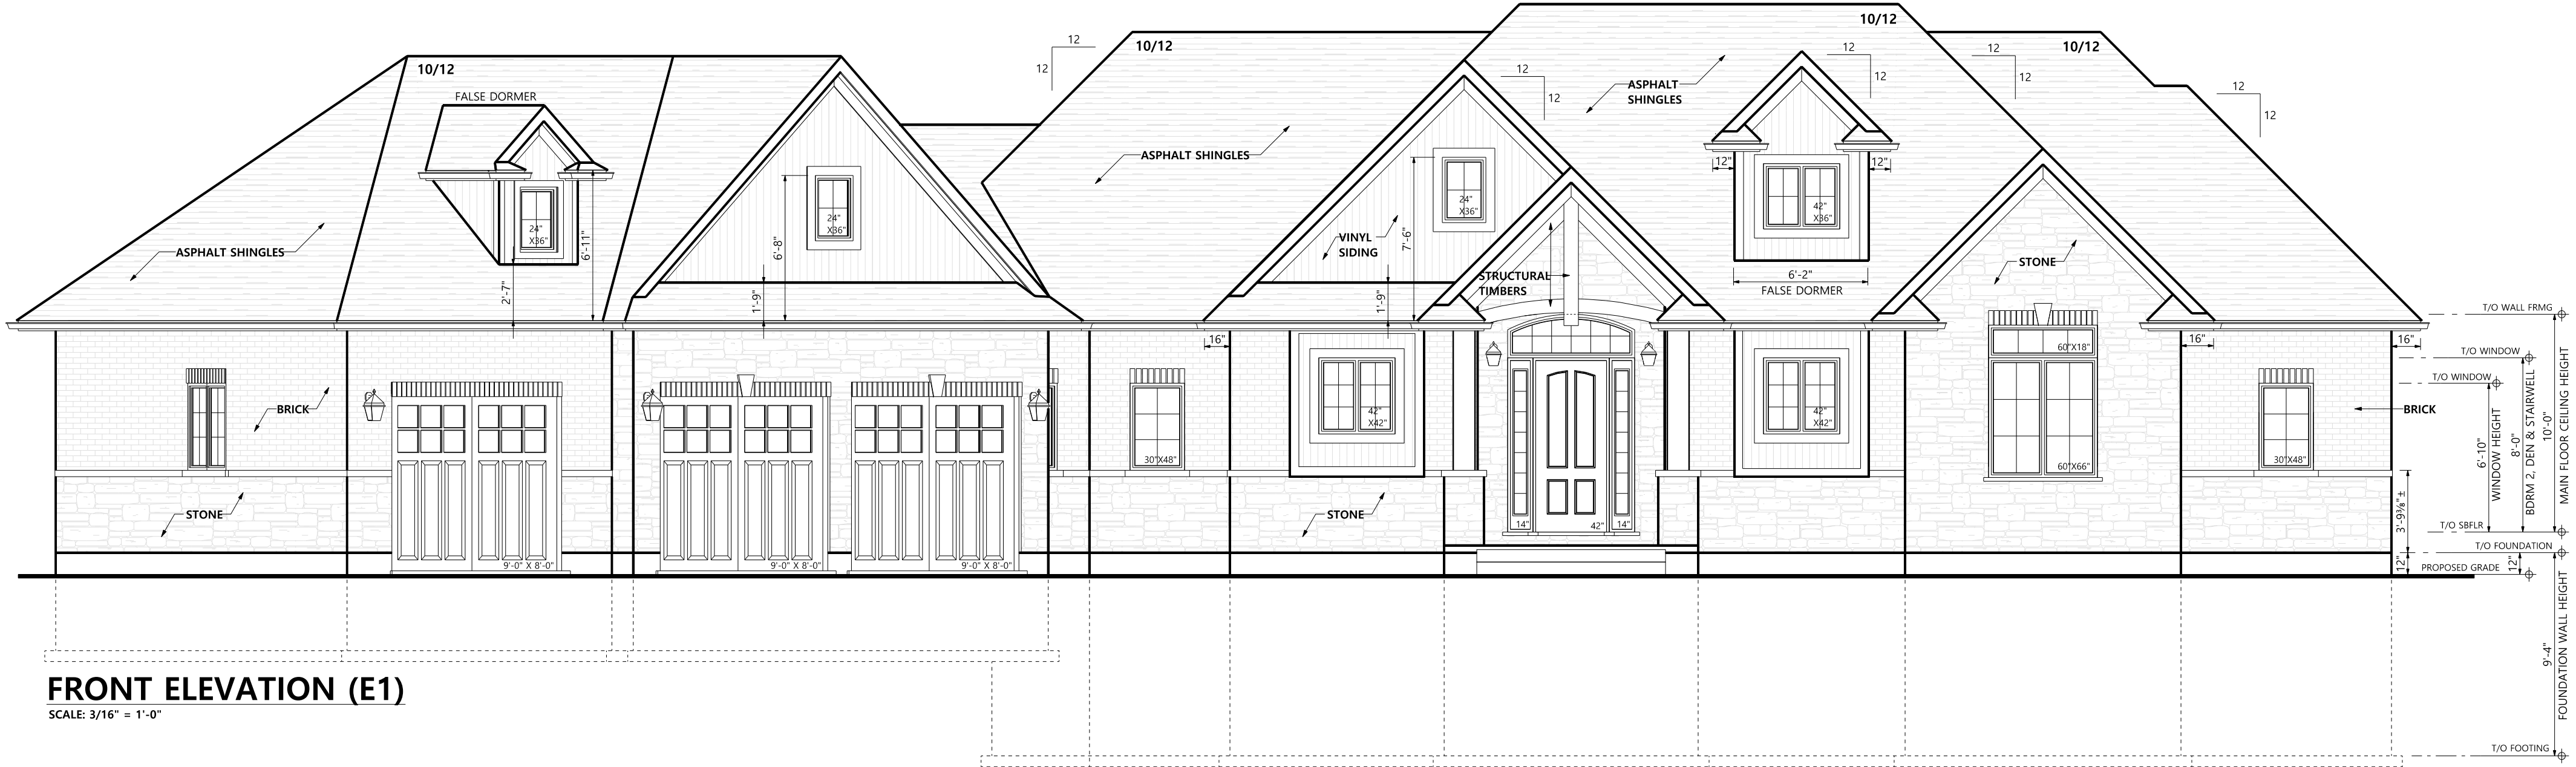 10/12
FALSE DORMER
24"
X36"
6'-11"
2'-7"
ASPHALT SHINGLES
24"
X36"
6'-8"
1'-9"
12
12
10/12
ASPHALT SHINGLES
12
12
24"
X36"
VINYL
SIDING
7'-6"
1'-9"
STRUCTURAL
TIMBERS
ASPHALT
SHINGLES
10/12
12
12
12"
12"
42"
X36"
6'-2"
FALSE DORMER
12
12
10/12
12
12
STONE
16"
BRICK
STONE
9'-0" X 8'-0"
9'-0" X 8'-0"
9'-0" X 8'-0"
30"X48"
42"
X42"
STONE
14"
42"
14"
42"
X42"
60"X18"
60"X66"
16"
16"
30"X48"
BRICK
T/O WALL FRMG
T/O WINDOW
T/O WINDOW
T/O SBFLR
T/O FOUNDATION
PROPOSED GRADE
T/O FOOTING
3'-9⅜"±
12"
12"
6'-10"
WINDOW HEIGHT
8'-0"
BDRM 2, DEN & STAIRWELL
10'-0"
MAIN FLOOR CEILING HEIGHT
9'-4"
FOUNDATION WALL HEIGHT
FRONT ELEVATION (E1)
SCALE: 3/16" = 1'-0"